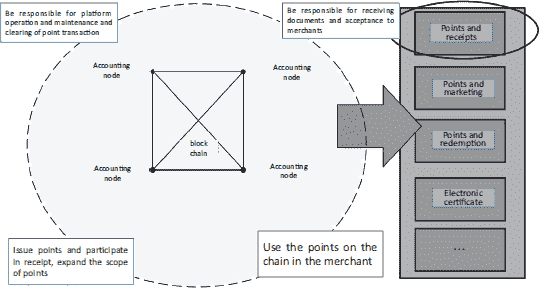 Be responsible for platform
operation and maintenance and
clearing of point transaction
Be responsible for receiving
documents and acceptance to
merchants
Points and
receipts
Accounting
node
Accounting
node
Points and
marketing
block
chain
Points and
redemption
Accounting
node
Accounting
node
Electronic
certificate
Issue points and participate
in receipt, expand the scope
of points
Use the points on the
chain in the merchant
...